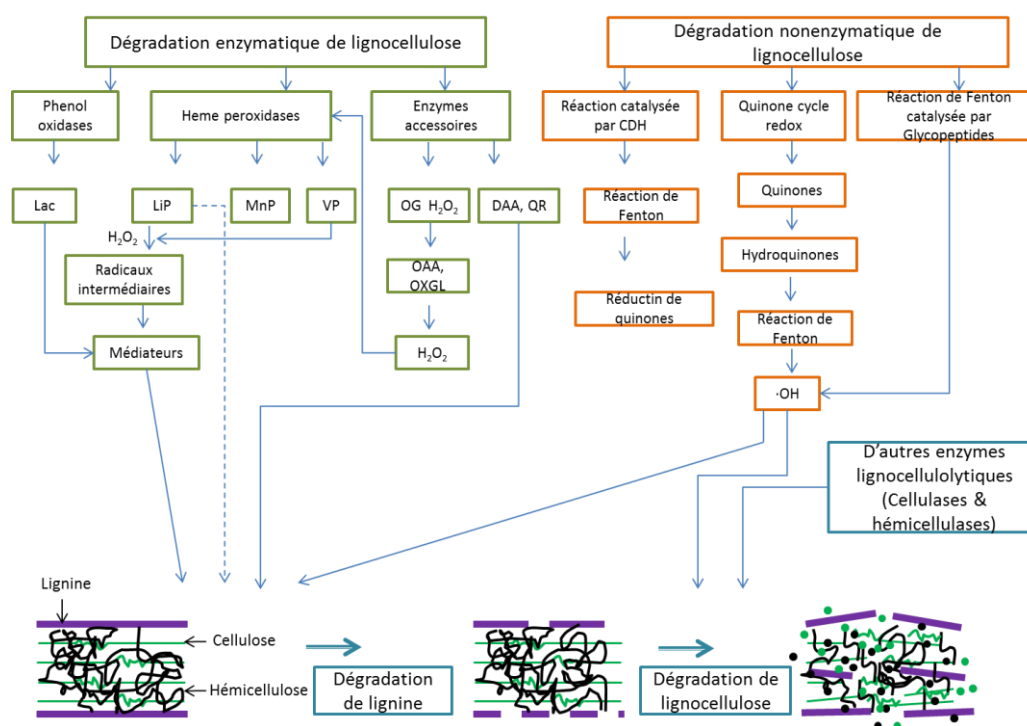 Dégradation enzymatique de lignocellulose
Dégradation nonenzymatique de
lignocellulose
Phenol
oxidases
Heme peroxidases
Enzymes
accessoires
Réaction catalysée
par CDH
Quinone cycle
redox
Réaction de Fenton
catalysée par
Glycopeptides
Lac
LiP
MnP
VP
OG H₂O₂
DAA, QR
Réaction de
Fenton
Quinones
H₂O₂
Radicaux
intermédiaires
OAA,
OXGL
Hydroquinones
Réductin de
quinones
Réaction de
Fenton
Médiateurs
H₂O₂
·OH
D'autres enzymes
lignocellulolytiques
(Cellulases &
hémicellulases)
Lignine
Cellulose
Hémicellulose
Dégradation
de lignine
Dégradation de
lignocellulose